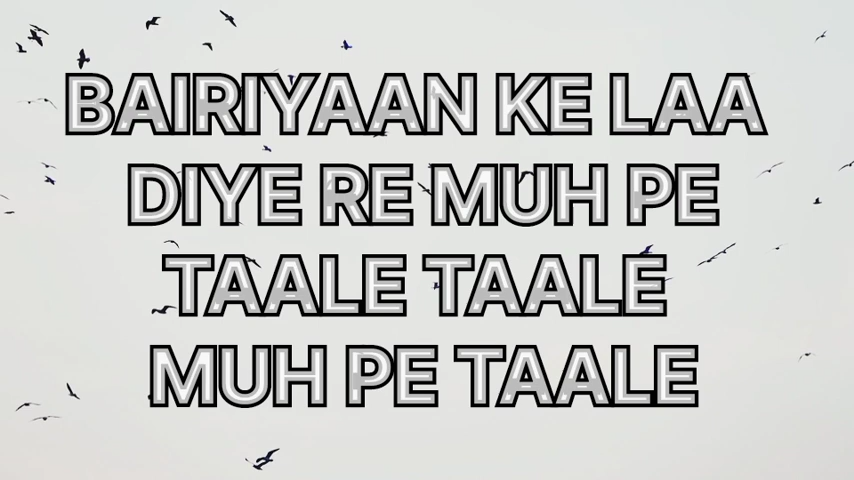 BAIRIYAAN KE LAA
DIYE RE MUH PE
TAALE TAALE
MUH PE TAALE